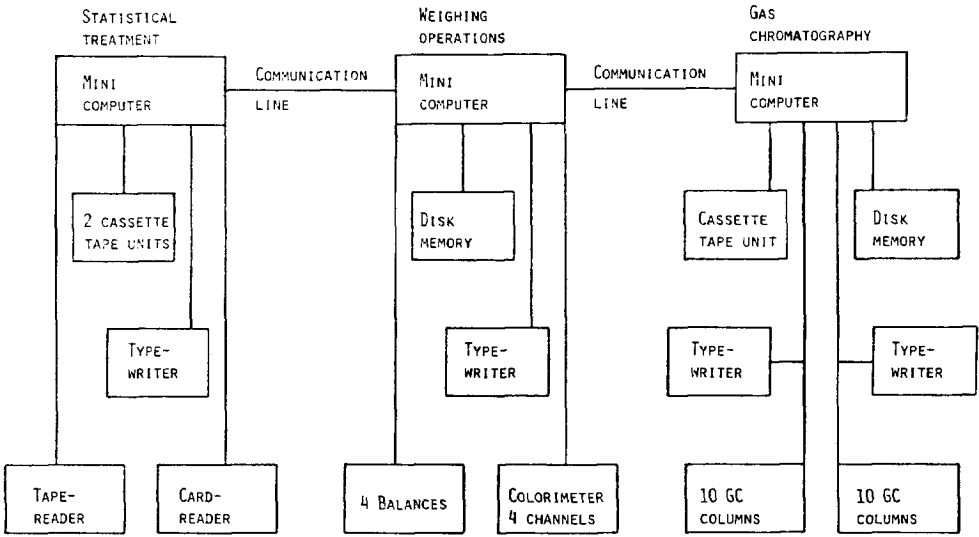 STATISTICAL
TREATMENT
MINI
COMPUTER
COMMUNICATION
LINE
WEIGHING
OPERATIONS
MINI
COMPUTER
COMMUNICATION
LINE
GAS
CHROMATOGRAPHY
MINI
COMPUTER
2 CASSETTE
TAPE UNITS
DISK
MEMORY
CASSETTE
TAPE UNIT
DISK
MEMORY
TYPE-
WRITER
TYPE-
WRITER
TYPE-
WRITER
TYPE-
WRITER
TAPE-
READER
CARD-
READER
4 BALANCES
COLORIMETER
4 CHANNELS
10 GC
COLUMNS
10 GC
COLUMNS